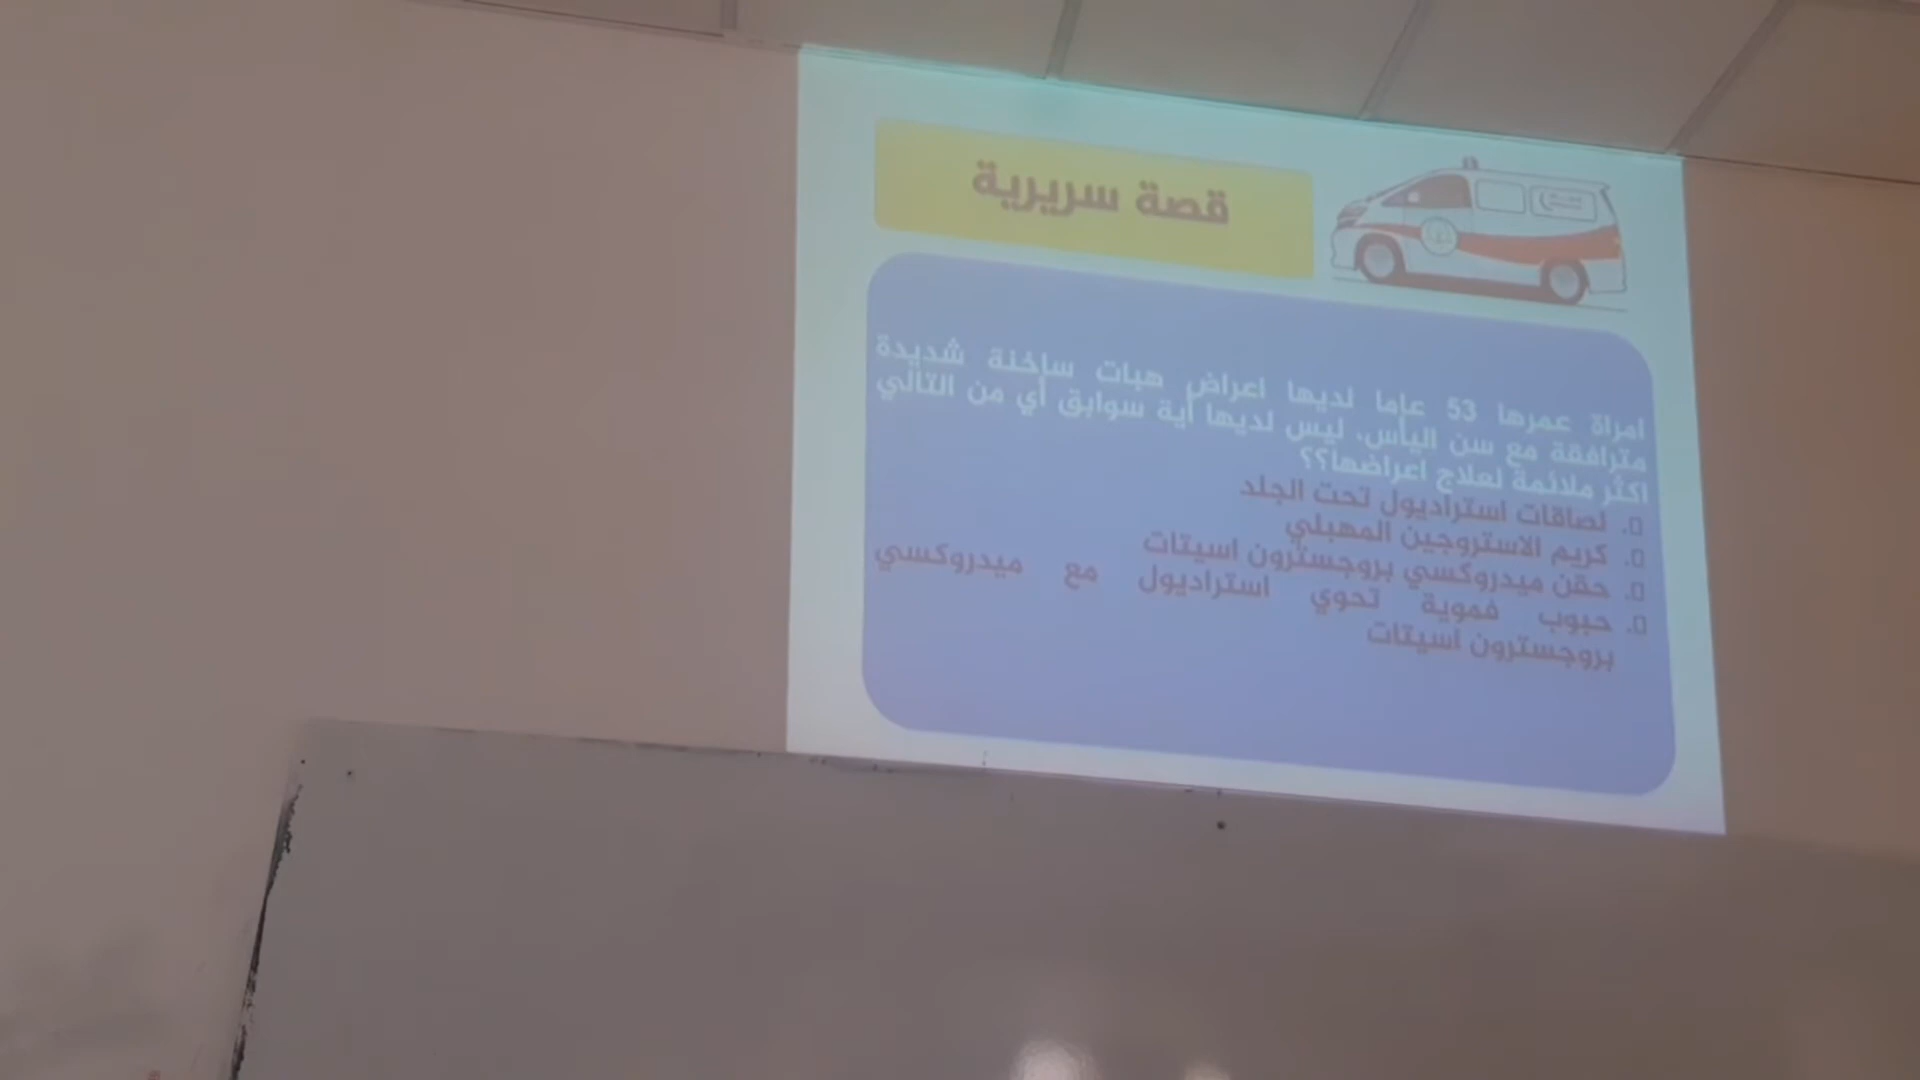 قصة سريرية
امراة عمرها 53 عاما لديها اعراض هبات ساخنة شديدة
مترافقة مع سن اليأس. ليس لديها أية سوابق أي من التالي
اكثر ملائمة لعلاج اعراضها؟؟
لصاقات استراديول تحت الجلد
كريم الاستروجين المهبلي
حقن ميدروكسي بروجسترون اسيتات
حبوب فموية تحوي استراديول مع ميدروكسي
بروجسترون اسيتات